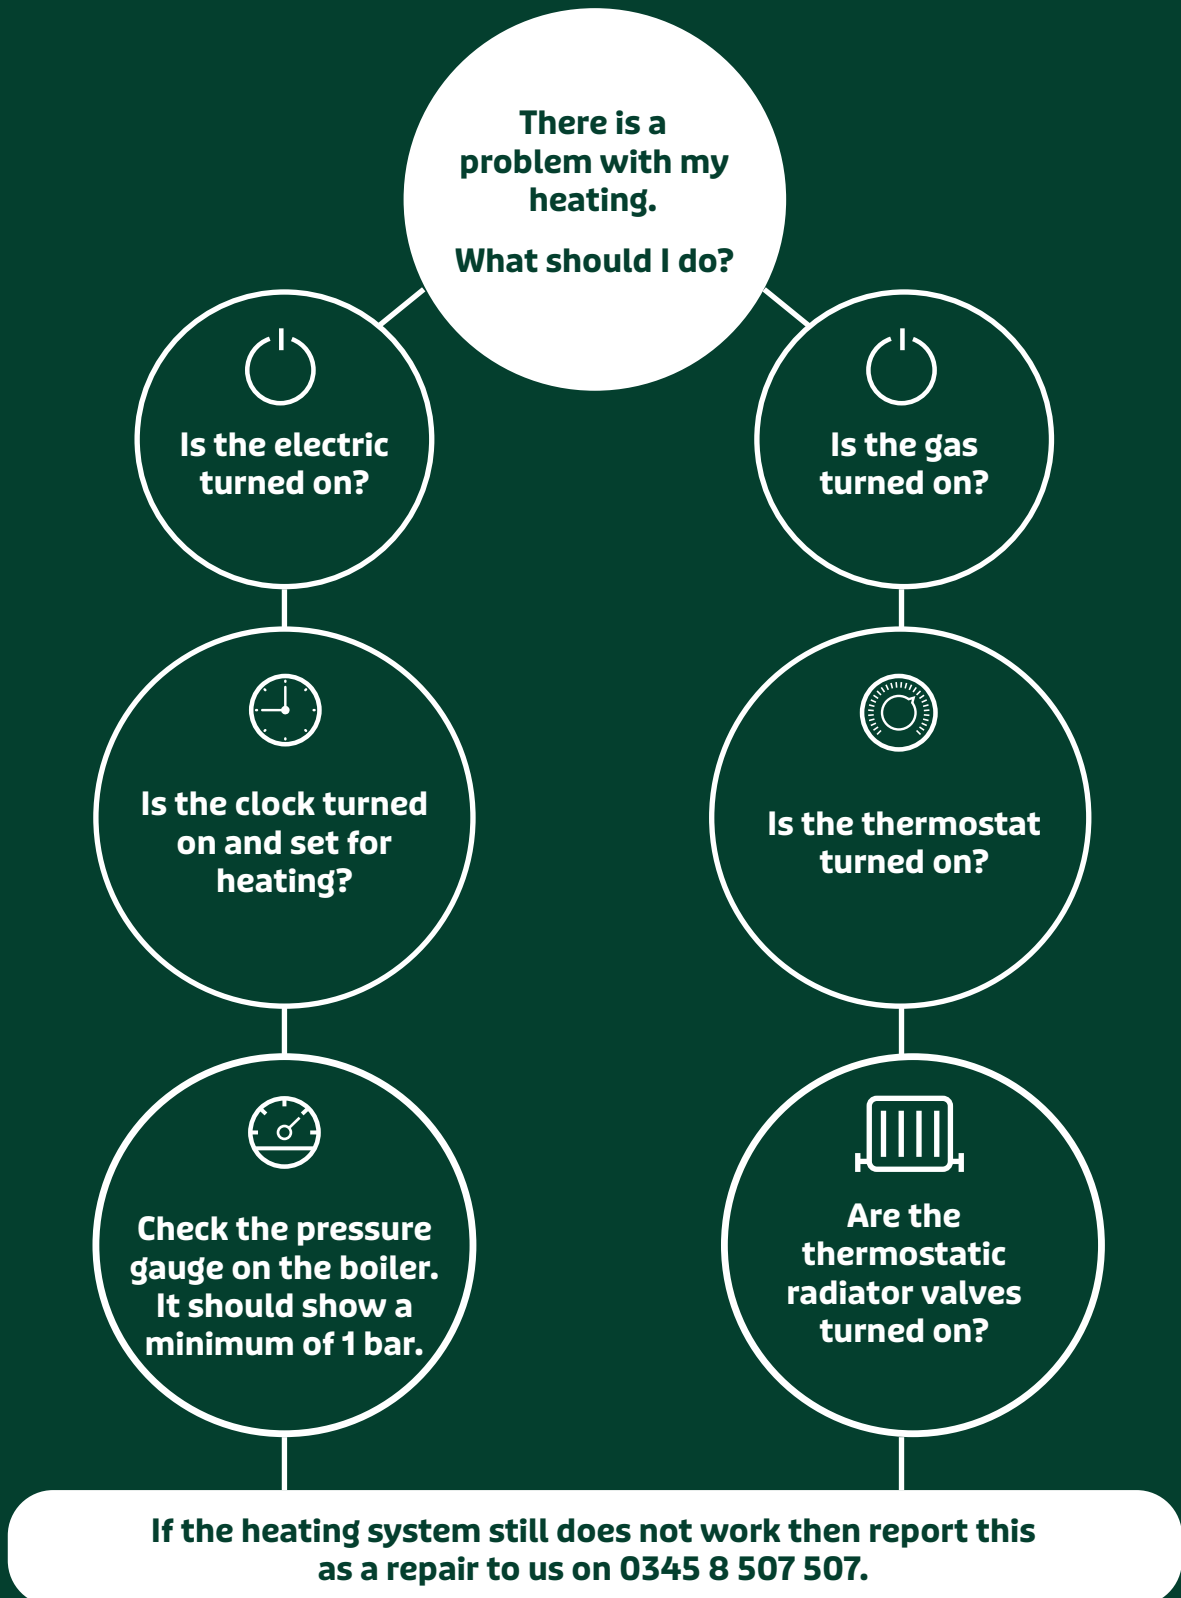 There is a
problem with my
heating.
What should I do?
Is the electric
turned on?
Is the gas
turned on?
Is the clock turned
on and set for
heating?
Is the thermostat
turned on?
Check the pressure
gauge on the boiler.
It should show a
minimum of 1 bar.
Are the
thermostatic
radiator valves
turned on?
If the heating system still does not work then report this
as a repair to us on 0345 8 507 507.